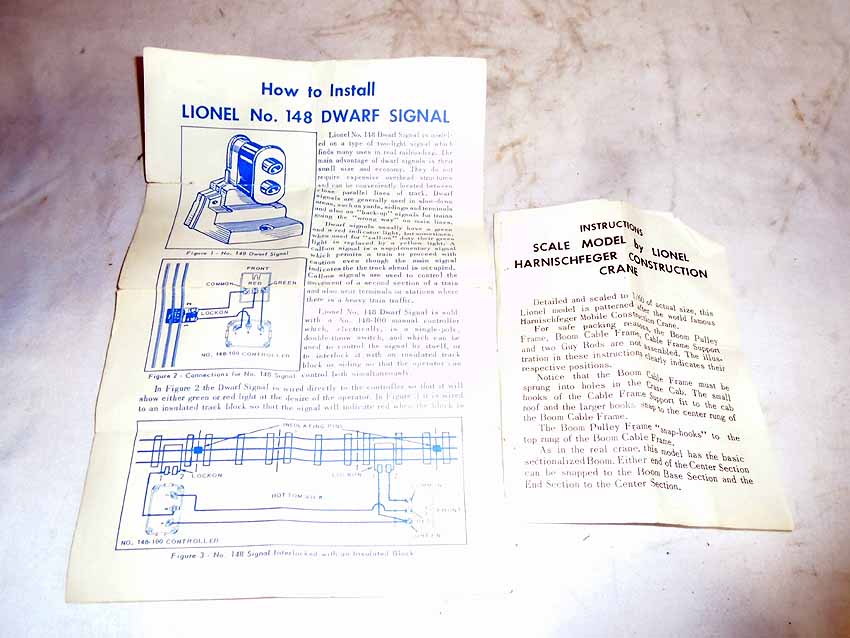 How to Install
LIONEL No. 148 DWARF SIGNAL
Lionel No. 148 Dwarf Signal is model-
ed on a type of two-light signal which
finds many uses in real railroading. The
main advantage of dwarf signals is their
small size and economy. They do not
require expensive overhead structures
and can be conveniently located between
close parallel lines of track. Dwarf
signals are generally used in slow-down
areas, such as yards, sidings and terminals
and also as "back-up" signals for trains
using the "wrong way" on main lines.
Dwarf signals usually have a green
and a red indicator light, but sometimes,
when used for "call-on" duty their green
light is replaced by a yellow light. A
call-on signal is a supplementary signal
which permits a train to proceed with
caution even though the main signal
indicates the the track ahead is occupied.
Call-on signals are used to control the
movement of a second section of a train
and also near terminals or stations where
there is a heavy train traffic.
Lionel No. 148 Dwarf Signal is sold
with a No. 148-100 manual controller
which, electrically, is a single-pole,
double-throw switch, and which can be
used to control the signal by itself, or
to interlock it with an insulated track
block or siding so that the operator can
control both simultaneously.
Figure 1 - No. 148 Dwarf Signal
FRONT
COMMON
RED
GREEN
LOCKON
NO. 148-100 CONTROLLER
Figure 2 - Connections for No. 148 Signal
In Figure 2 the Dwarf Signal is wired directly to the controller so that it will
show either green or red light at the desire of the operator. In Figure 3 it is wired
to an insulated track block so that the signal will indicate red when the block is
INSULATING PINS
1 2 LOCKON
LOCKON 1 2
BOTTOM VIEW
COMMON
FRONT
RED
GREEN
NO. 148-100 CONTROLLER
Figure 3 - No. 148 Signal Interlocked with an Insulated Block
INSTRUCTIONS
SCALE MODEL by LIONEL
HARNISCHFEGER CONSTRUCTION
CRANE
Detailed and scaled to 1/60 of actual size, this
Lionel model is patterned after the world famous
Harnischfeger Mobile Construction Crane.
For safe packing reasons, the Boom Pulley
Frame, Boom Cable Frame, Cable Frame Support
and two Guy Rods are not assembled. The illus-
tration in these instructions clearly indicates their
respective positions.
Notice that the Boom Cable Frame must be
sprung into holes in the Crane Cab. The small
hooks of the Cable Frame Support fit to the cab
roof and the larger hooks snap to the center rung of
the Boom Cable Frame.
The Boom Pulley Frame "snap-hooks" to the
top rung of the Boom Cable Frame.
As in the real crane, this model has the basic
sectionalized Boom. Either end of the Center Section
can be snapped to the Boom Base Section and the
End Section to the Center Section.